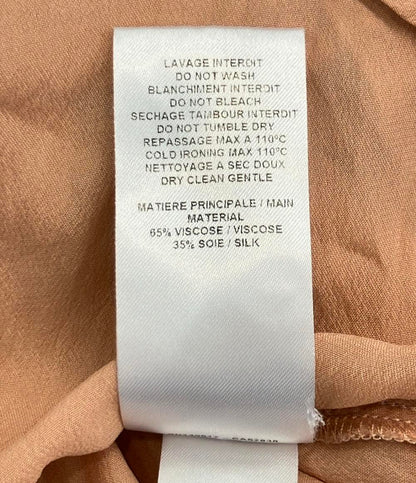 LAVAGE INTERDIT
DO NOT WASH
BLANCHIMENT INTERDIT
DO NOT BLEACH
SECHAGE TAMBOUR INTERDIT
DO NOT TUMBLE DRY
REPASSAGE MAX A 110°C
COLD IRONING MAX 110°C
NETTOYAGE A SEC DOUX
DRY CLEAN GENTLE
MATIERE PRINCIPALE / MAIN
MATERIAL
65% VISCOSE / VISCOSE
35% SOIE / SILK